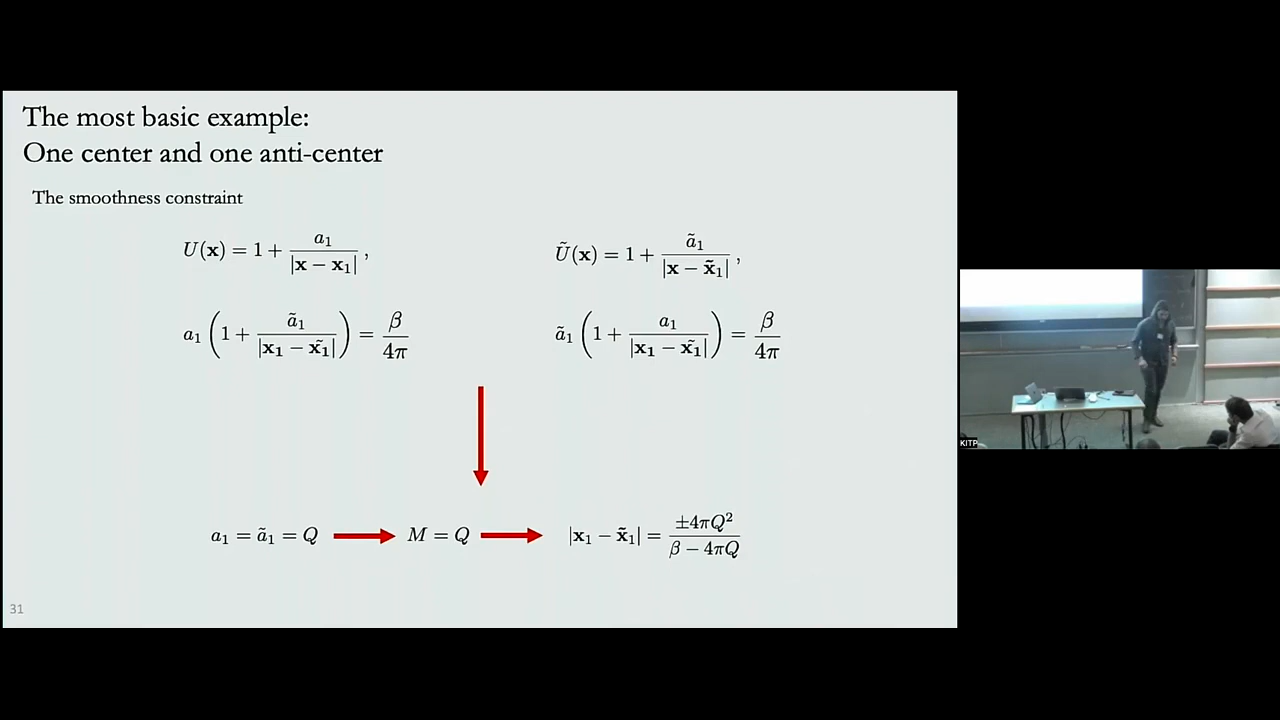 The most basic example:
One center and one anti-center
The smoothness constraint
U(x) = 1 + a₁/|x − x₁| ,
Ũ(x) = 1 + ã₁/|x − x̃₁| ,
a₁ (1 + ã₁/|x₁ − x̃₁|) = β/4π
ã₁ (1 + a₁/|x₁ − x̃₁|) = β/4π
a₁ = ã₁ = Q → M = Q → |x₁ − x̃₁| = ±4πQ²/β − 4πQ
31
KITP